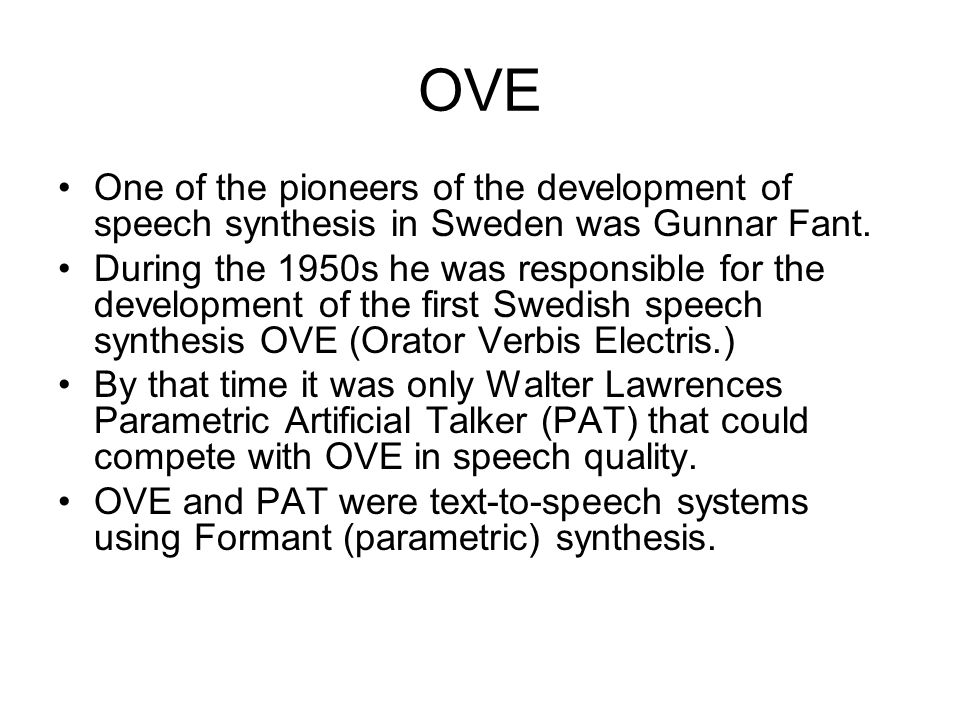 OVE
• One of the pioneers of the development of
speech synthesis in Sweden was Gunnar Fant.
• During the 1950s he was responsible for the
development of the first Swedish speech
synthesis OVE (Orator Verbis Electris.)
• By that time it was only Walter Lawrences
Parametric Artificial Talker (PAT) that could
compete with OVE in speech quality.
• OVE and PAT were text-to-speech systems
using Formant (parametric) synthesis.